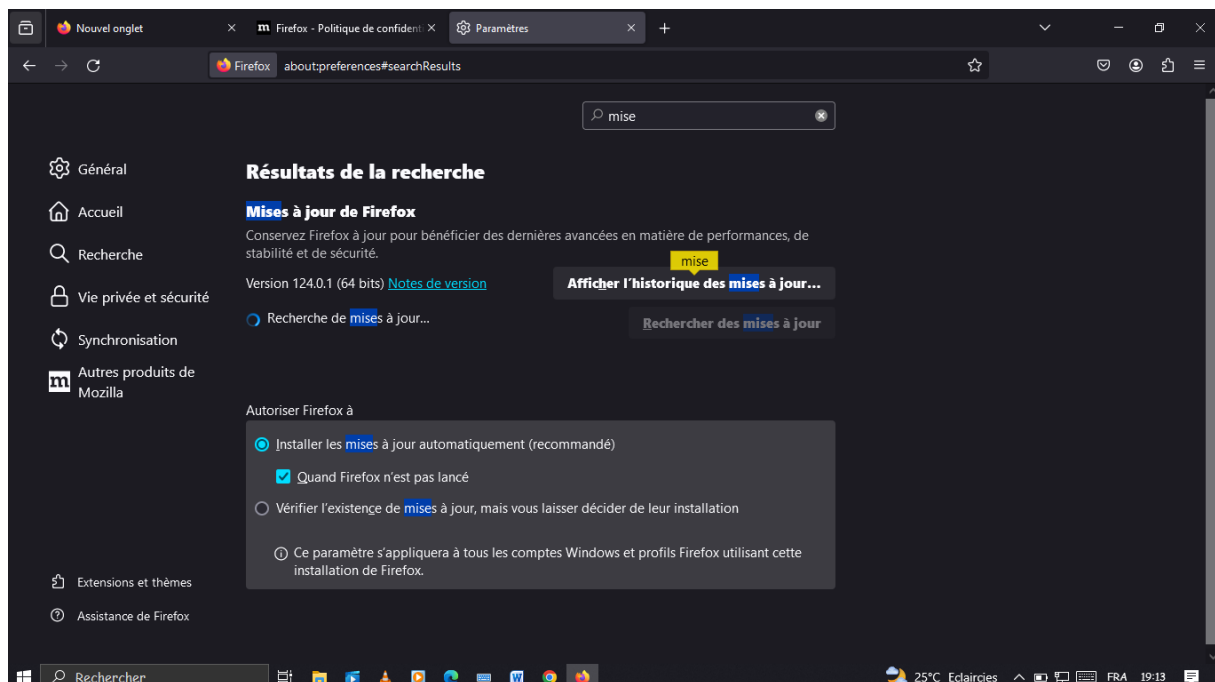 Nouvel onglet
m Firefox - Politique de confidenti
Paramètres
Firefox about:preferences#searchResults
mise
Général
Accueil
Recherche
Vie privée et sécurité
Synchronisation
m Autres produits de
Mozilla
Extensions et thèmes
Assistance de Firefox
Résultats de la recherche
Mises à jour de Firefox
Conservez Firefox à jour pour bénéficier des dernières avancées en matière de performances, de
stabilité et de sécurité.
mise
Version 124.0.1 (64 bits) Notes de version
Afficher l'historique des mises à jour...
Recherche de mises à jour...
Rechercher des mises à jour
Autoriser Firefox à
Installer les mises à jour automatiquement (recommandé)
Quand Firefox n'est pas lancé
Vérifier l'existence de mises à jour, mais vous laisser décider de leur installation
Ce paramètre s'appliquera à tous les comptes Windows et profils Firefox utilisant cette
installation de Firefox.
Rechercher
W
25°C Eclaircies
FRA
19:13